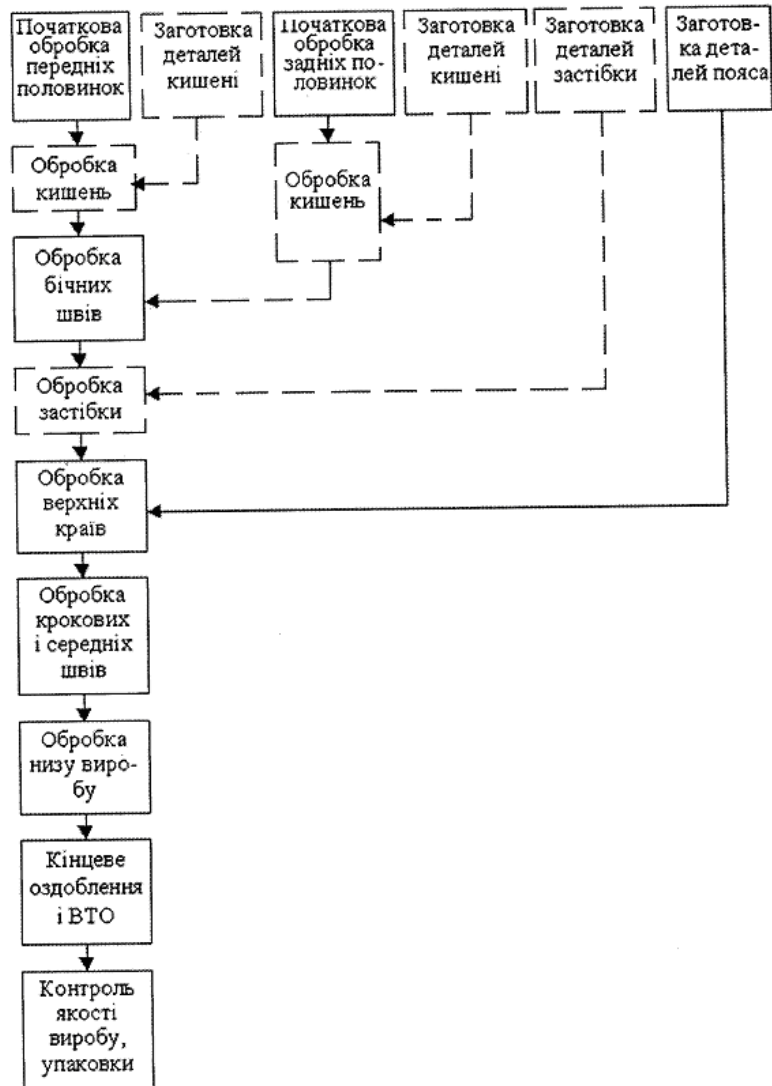 Початкова
обробка
передніх
половинок
Заготовка
деталей
кишені
Початкова
обробка
задніх по-
ловинок
Заготовка
деталей
кишені
Заготовка
деталей
застібки
Заготов-
ка дета-
лей пояса
Обробка
кишень
Обробка
кишень
Обробка
бічних
швів
Обробка
застібки
Обробка
верхніх
країв
Обробка
крокових
і середніх
швів
Обробка
низу виро-
бу
Кінцеве
оздоблення
і ВТО
Контроль
якості
виробу,
упаковки